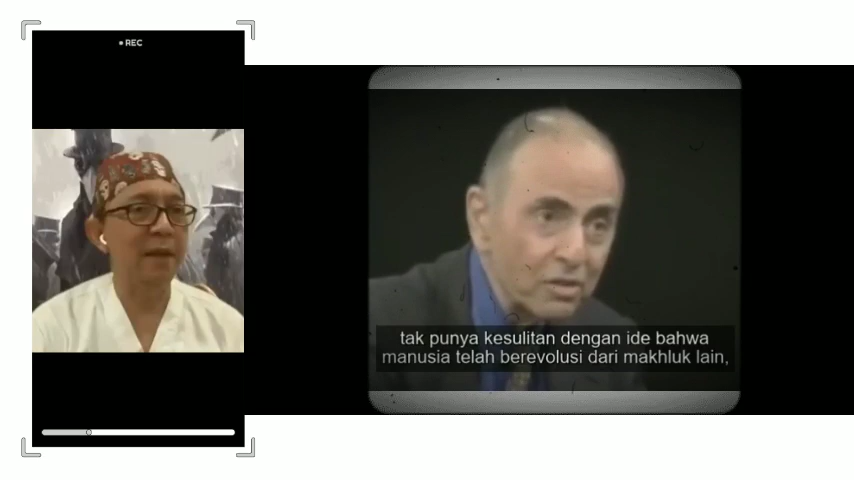 REC
tak punya kesulitan dengan ide bahwa
manusia telah berevolusi dari makhluk lain,